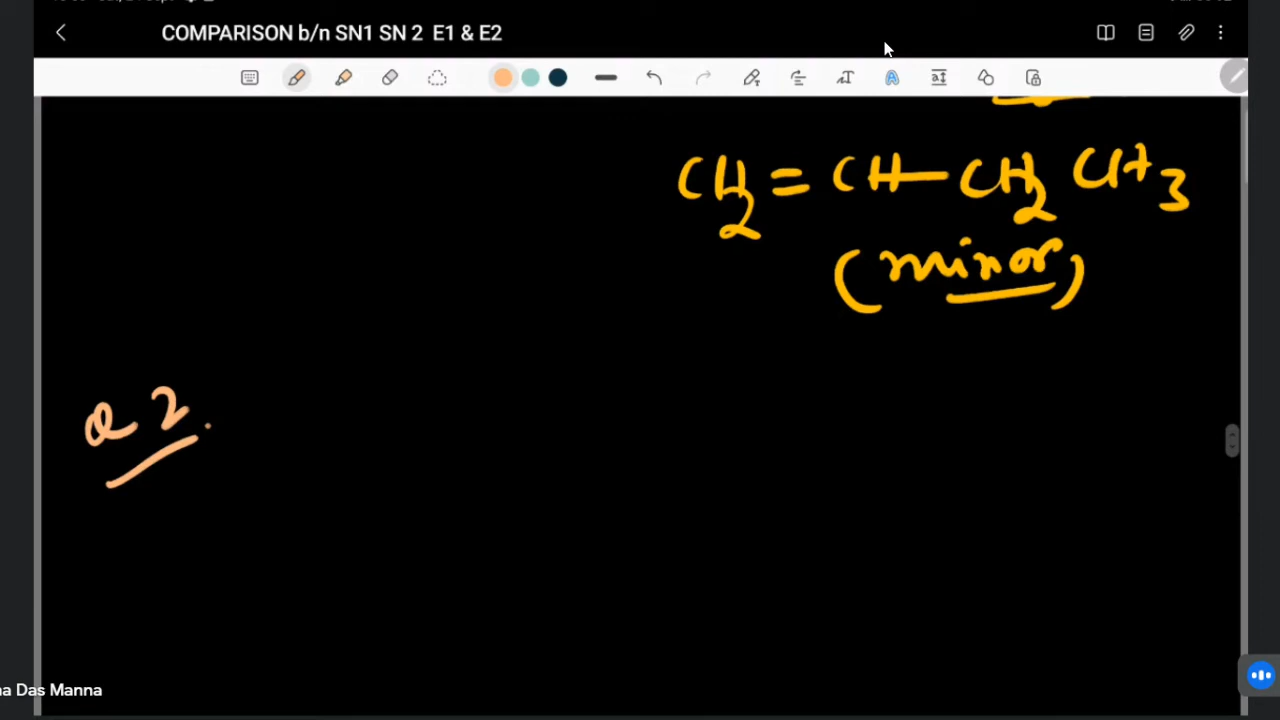 COMPARISON b/n SN1 SN 2 E1 & E2
CH₂=CH—CH₂ CH₃
(minor)
Q 2.
a Das Manna